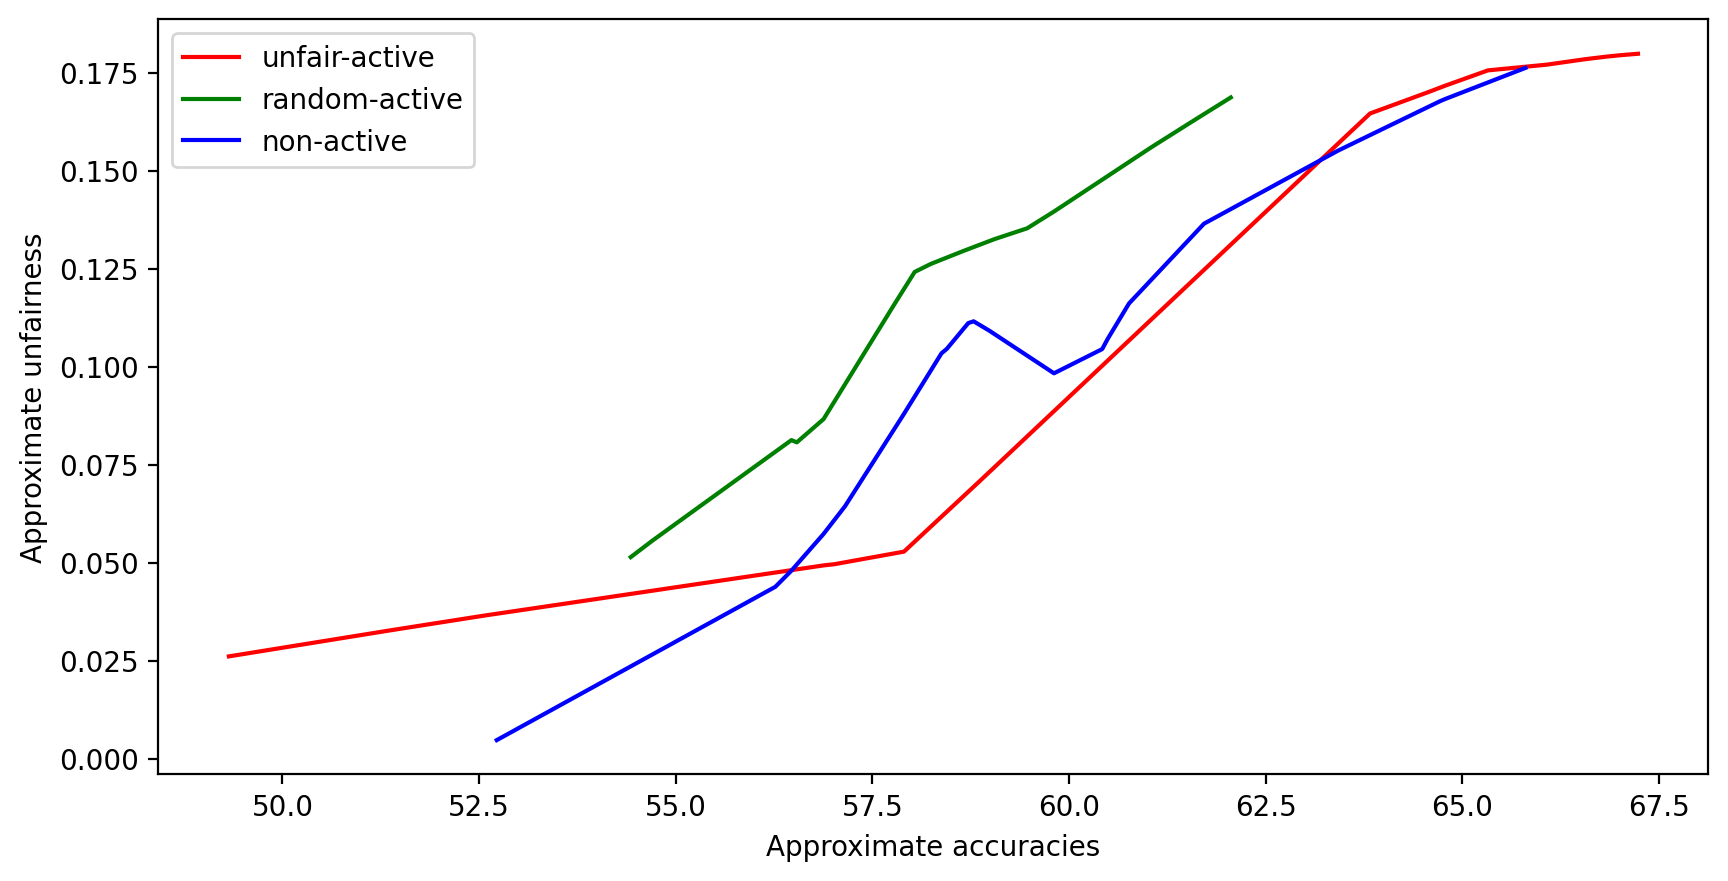 unfair-active
random-active
non-active
0.175
0.150
0.125
0.100
0.075
0.050
0.025
0.000
Approximate unfairness
50.0 52.5 55.0 57.5 60.0 62.5 65.0 67.5
Approximate accuracies